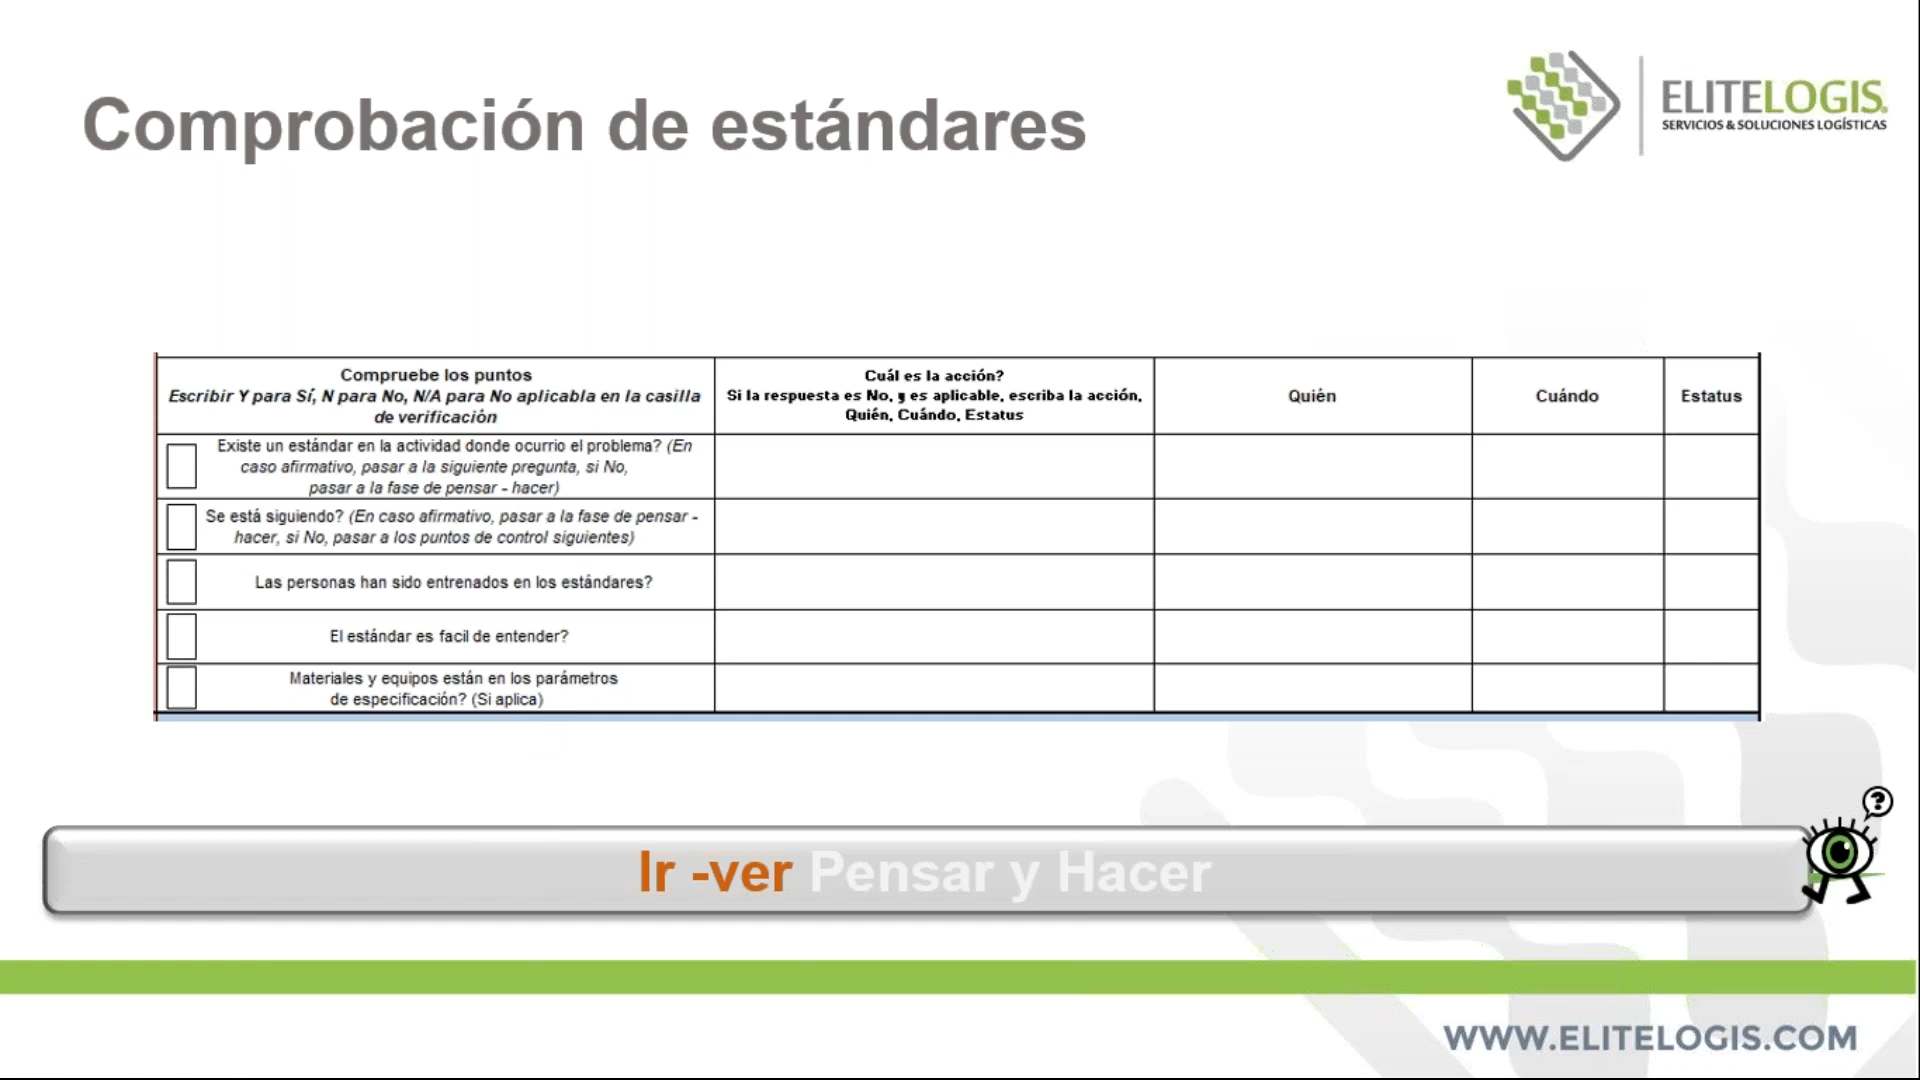 Comprobación de estándares
ELITELOGIS
SERVICIOS & SOLUCIONES LOGÍSTICAS
Compruebe los puntos
Escribir Y para Sí, N para No, N/A para No aplicabla en la casilla
de verificación
Cuál es la acción?
Si la respuesta es No, y es aplicable, escriba la acción,
Quién, Cuándo, Estatus
Quién
Cuándo
Estatus
Existe un estándar en la actividad donde ocurrio el problema? (En
caso afirmativo, pasar a la siguiente pregunta, si No,
pasar a la fase de pensar - hacer)
Se está siguiendo? (En caso afirmativo, pasar a la fase de pensar -
hacer, si No, pasar a los puntos de control siguientes)
Las personas han sido entrenados en los estándares?
El estándar es facil de entender?
Materiales y equipos están en los parámetros
de especificación? (Si aplica)
?
Ir -ver Pensar y Hacer
WWW.ELITELOGIS.COM